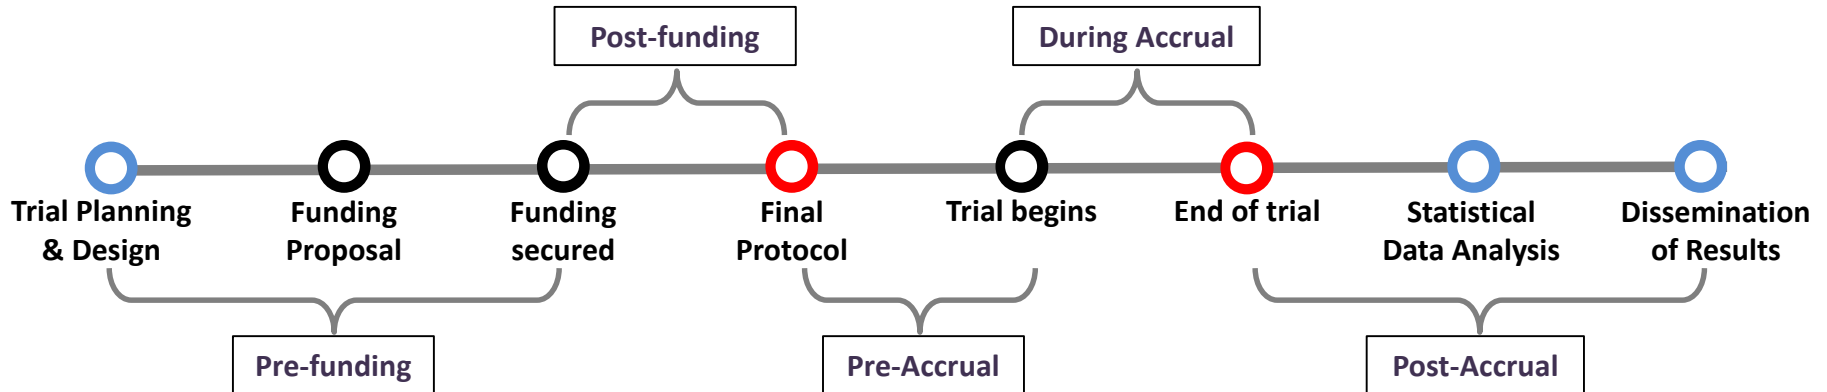 Post-funding
During Accrual
Trial Planning
& Design
Funding
Proposal
Funding
secured
Final
Protocol
Trial begins
End of trial
Statistical
Data Analysis
Dissemination
of Results
Pre-funding
Pre-Accrual
Post-Accrual